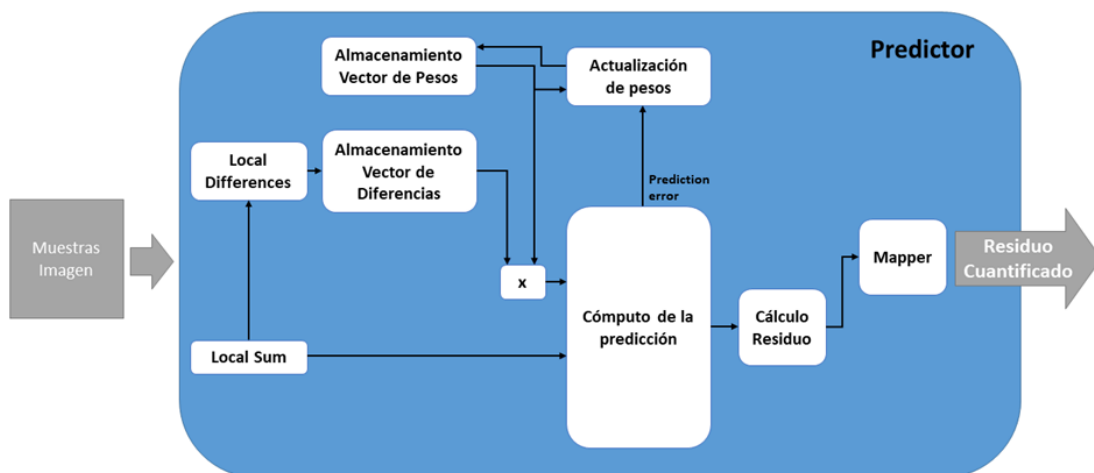 Predictor
Almacenamiento
Vector de Pesos
Actualización
de pesos
Local
Differences
Almacenamiento
Vector de
Diferencias
Prediction
error
Muestras
Imagen
x
Cómputo de la
predicción
Mapper
Residuo
Cuantificado
Cálculo
Residuo
Local Sum